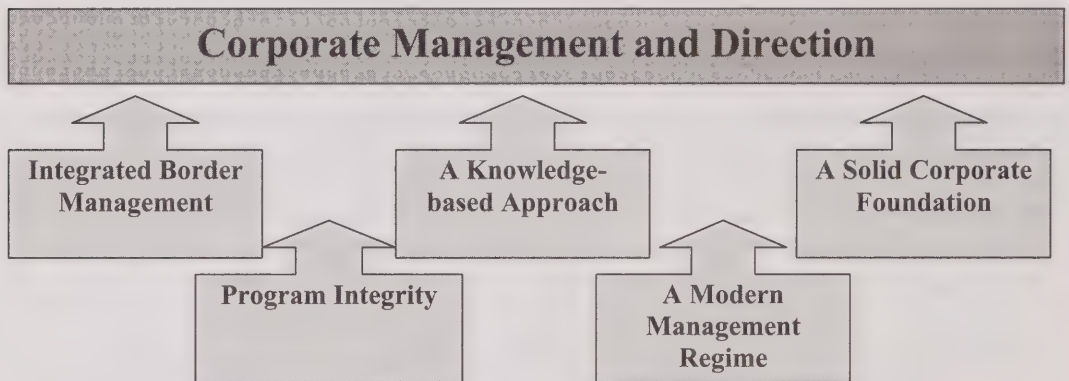 Corporate Management and Direction
Integrated Border
Management
A Knowledge-
based Approach
A Solid Corporate
Foundation
Program Integrity
A Modern
Management
Regime